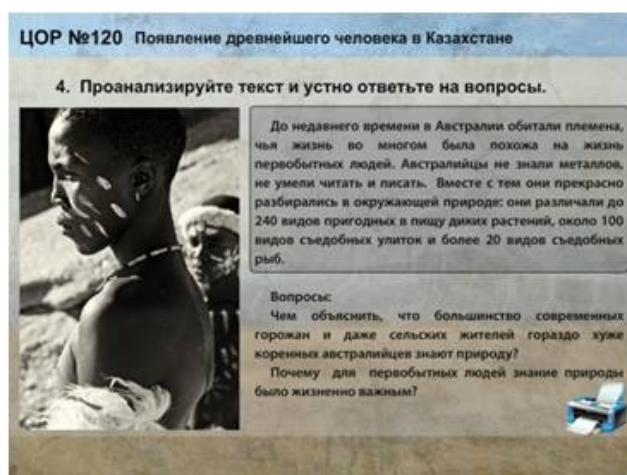 ЦОР №120 Появление древнейшего человека в Казахстане
4. Проанализируйте текст и устно ответьте на вопросы.
До недавнего времени в Австралии обитали племена,
чья жизнь во многом была похожа на жизнь
первобытных людей. Австралийцы не знали металлов,
не умели читать и писать. Вместе с тем они прекрасно
разбирались в окружающей природе: они различали до
240 видов пригодных в пищу диких растений, около 100
видов съедобных улиток и более 20 видов съедобных
рыб.
Вопросы:
Чем объяснить, что большинство современных
горожан и даже сельских жителей гораздо хуже
коренных австралийцев знают природу?
Почему для первобытных людей знание природы
было жизненно важным?